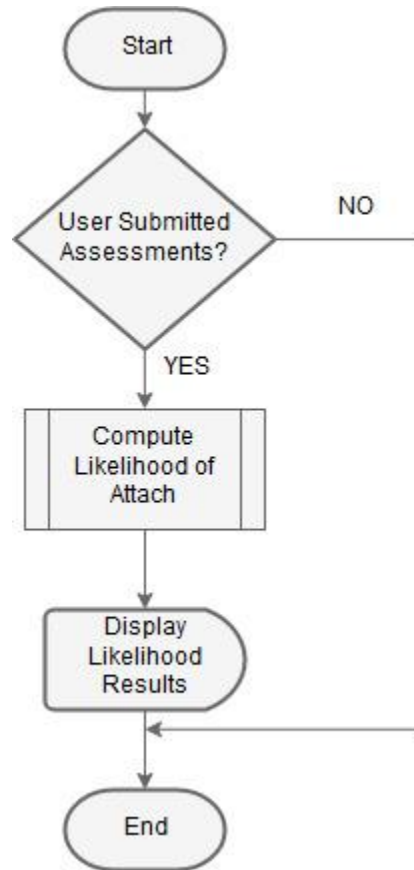 Start
User Submitted
Assessments?
NO
YES
Compute
Likelihood of
Attach
Display
Likelihood
Results
End